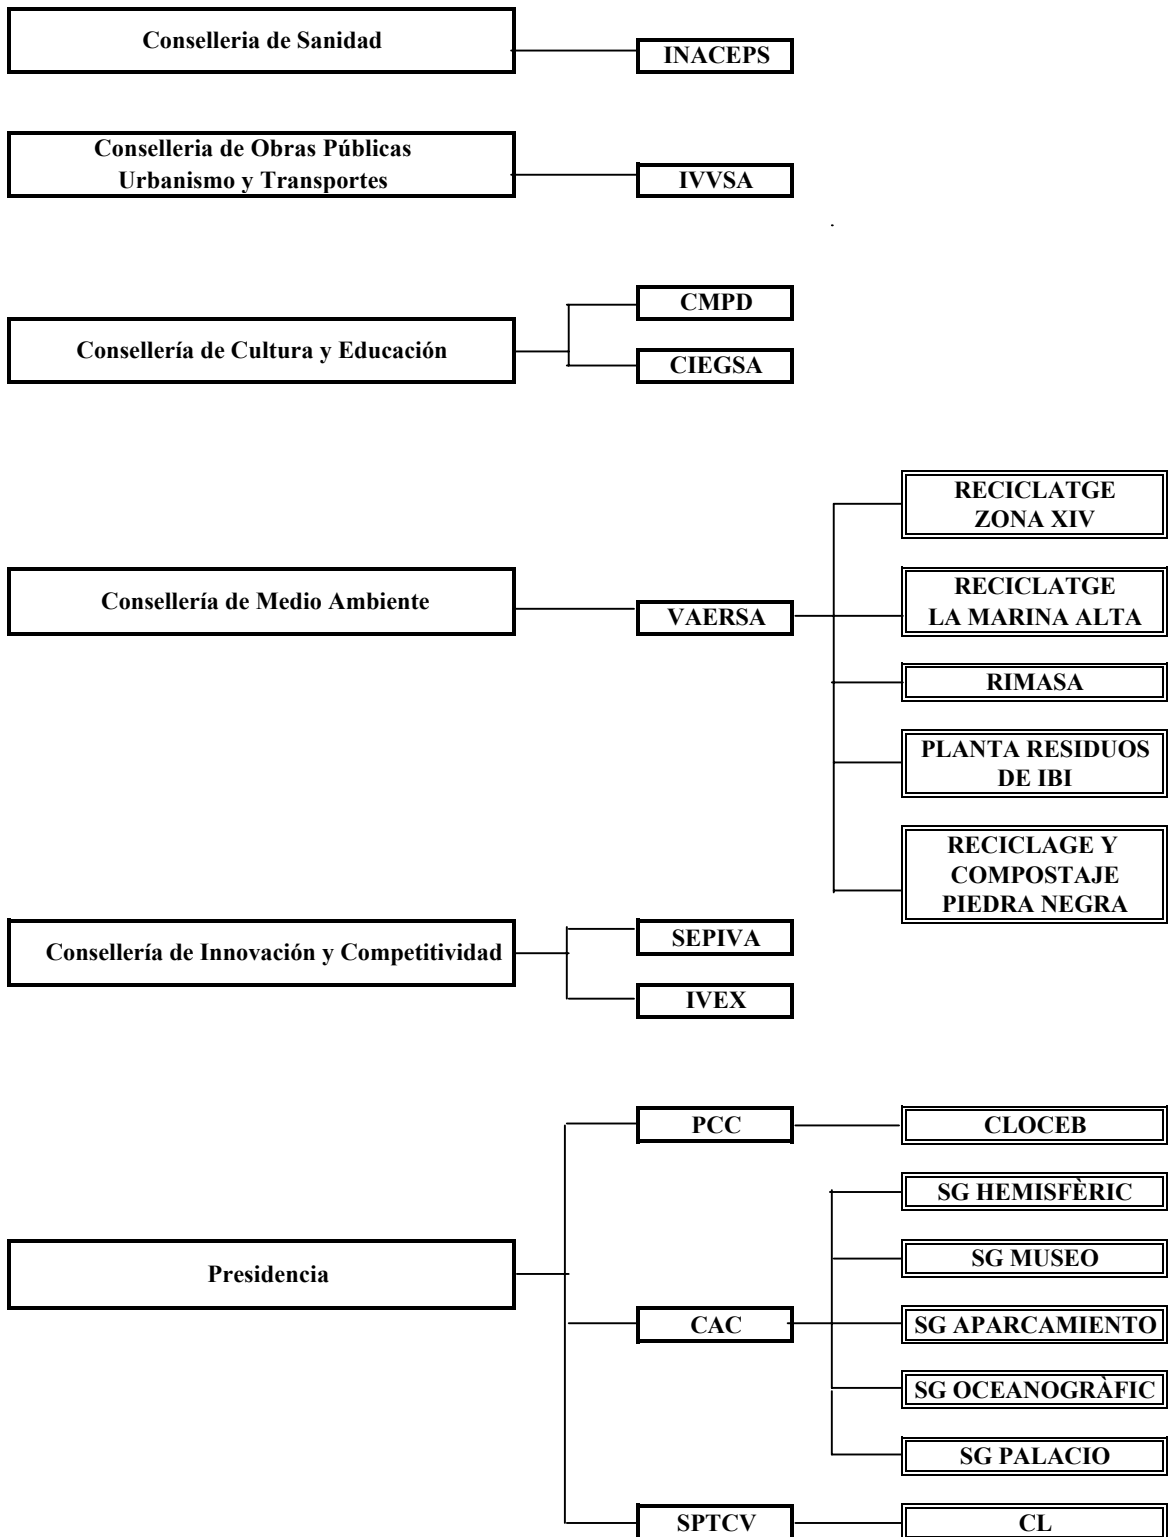 Conselleria de Sanidad
INACEPS
Conselleria de Obras Públicas
Urbanismo y Transportes
IVVSA
CMPD
Consellería de Cultura y Educación
CIEGSA
RECICLATGE
ZONA XIV
Consellería de Medio Ambiente
VAERSA
RECICLATGE
LA MARINA ALTA
RIMASA
PLANTA RESIDUOS
DE IBI
RECICLAGE Y
COMPOSTAJE
PIEDRA NEGRA
Consellería de Innovación y Competitividad
SEPIVA
IVEX
PCC
CLOCEB
SG HEMISFÈRIC
Presidencia
SG MUSEO
CAC
SG APARCAMIENTO
SG OCEANOGRÀFIC
SG PALACIO
SPTCV
CL